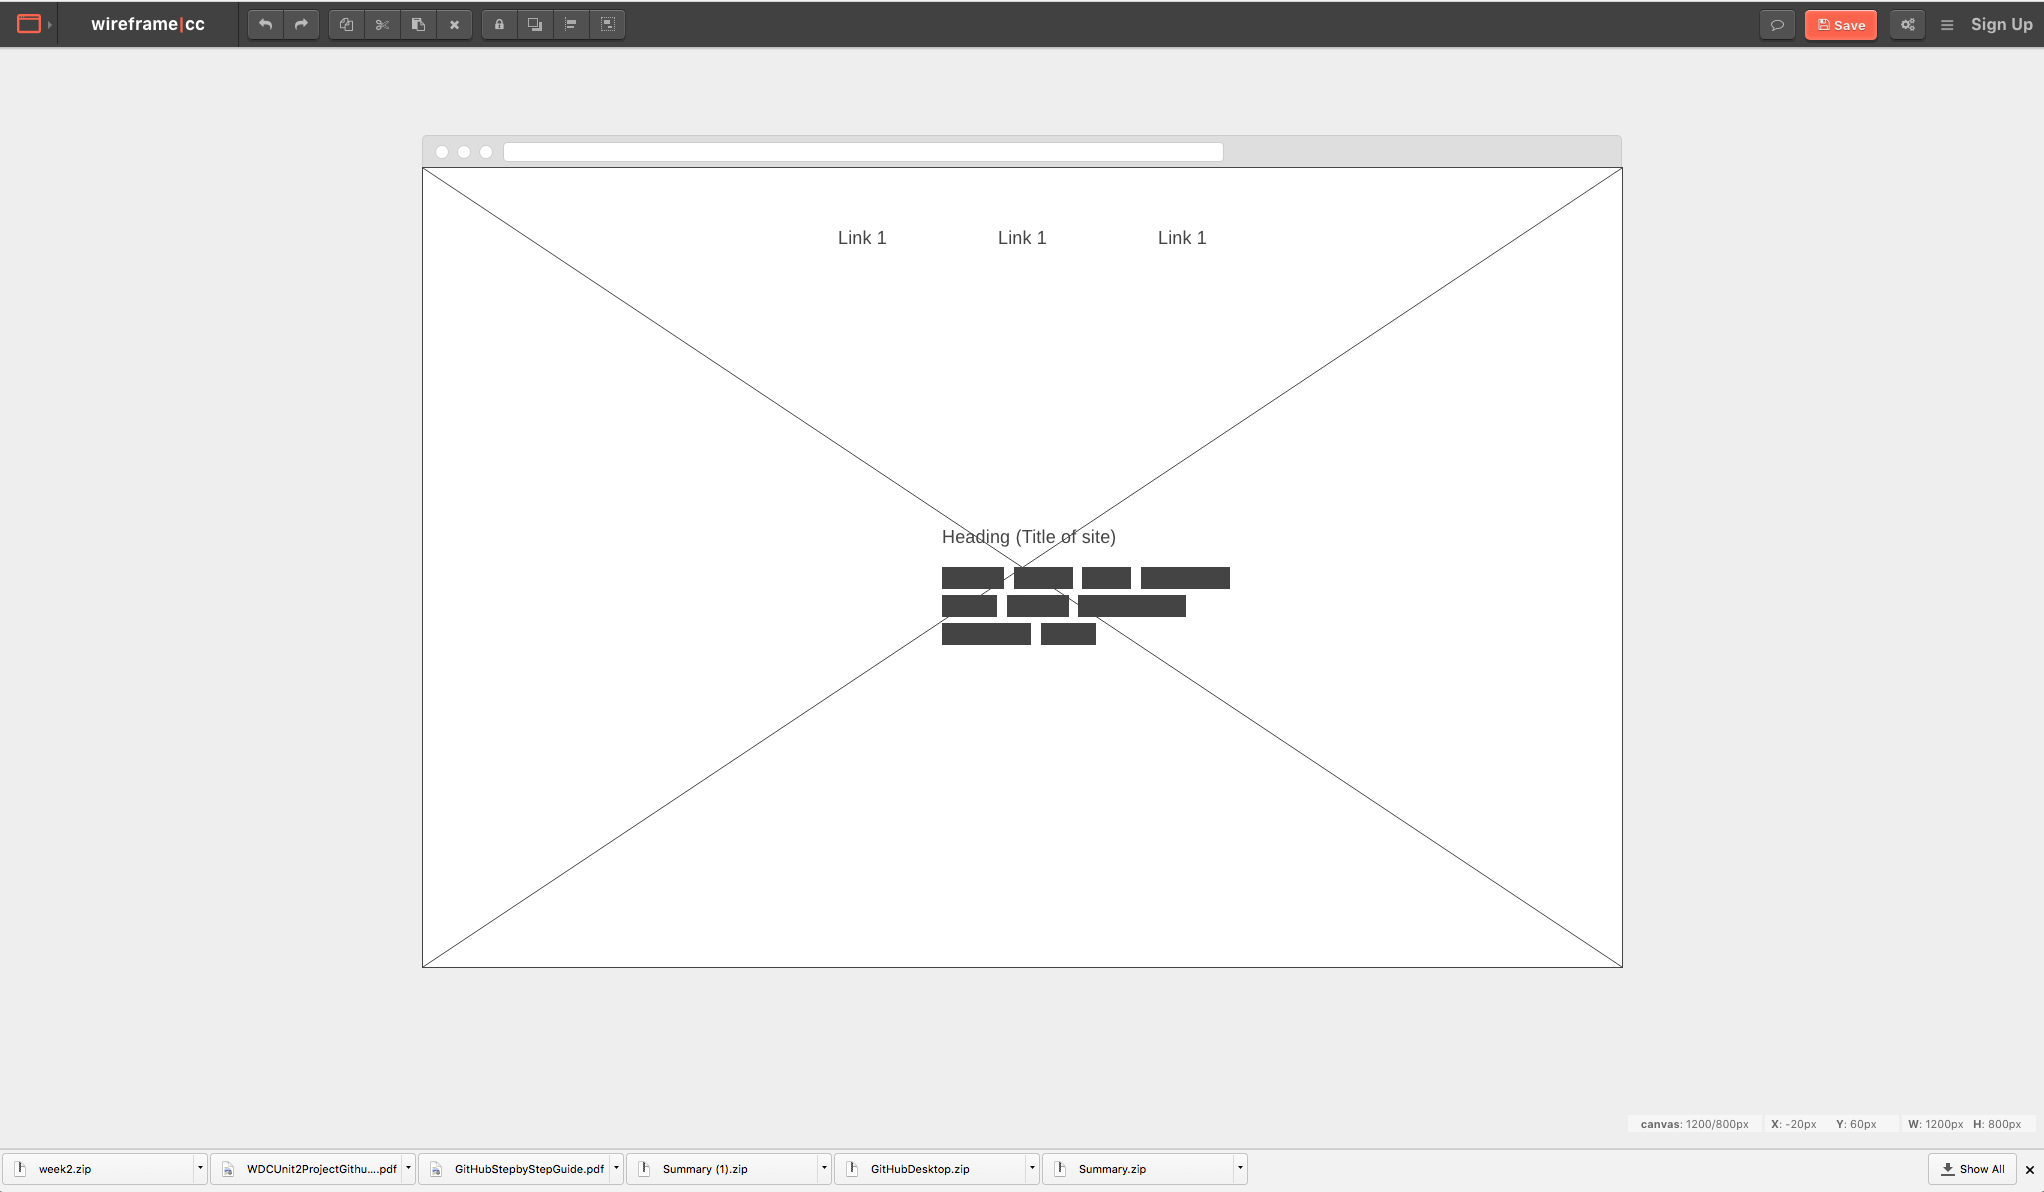 wireframe|cc
Save
Sign Up
Link 1 Link 1 Link 1
Heading (Title of site)
canvas: 1200/800px X: -20px Y: 60px W: 1200px H: 800px
week2.zip WDCUnit2ProjectGithu....pdf GitHubStepbyStepGuide.pdf Summary (1).zip GitHubDesktop.zip Summary.zip Show All